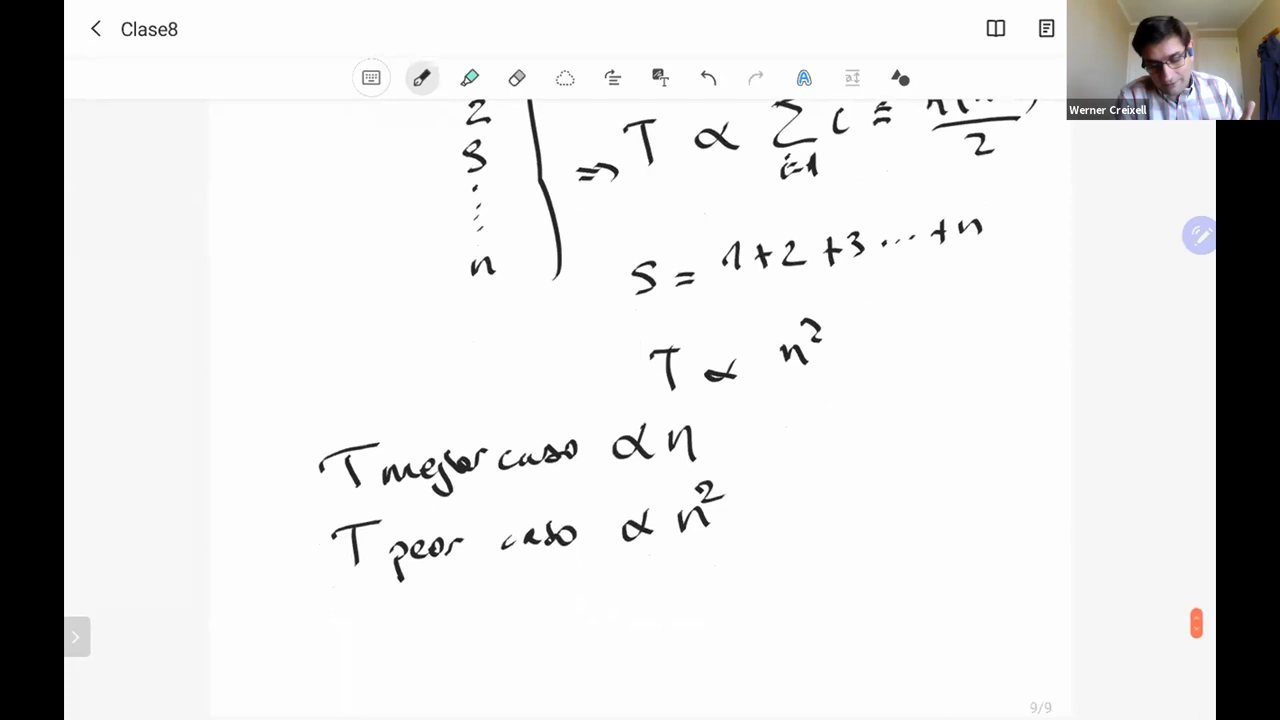 Clase8
Werner Creixell
2
3
⋮
n
=> T ∝ ∑ i = 2
i=1
S = 1+2+3...+n
T ∝ n²
T mejor caso ∝ n
T peor caso ∝ n²
9/9